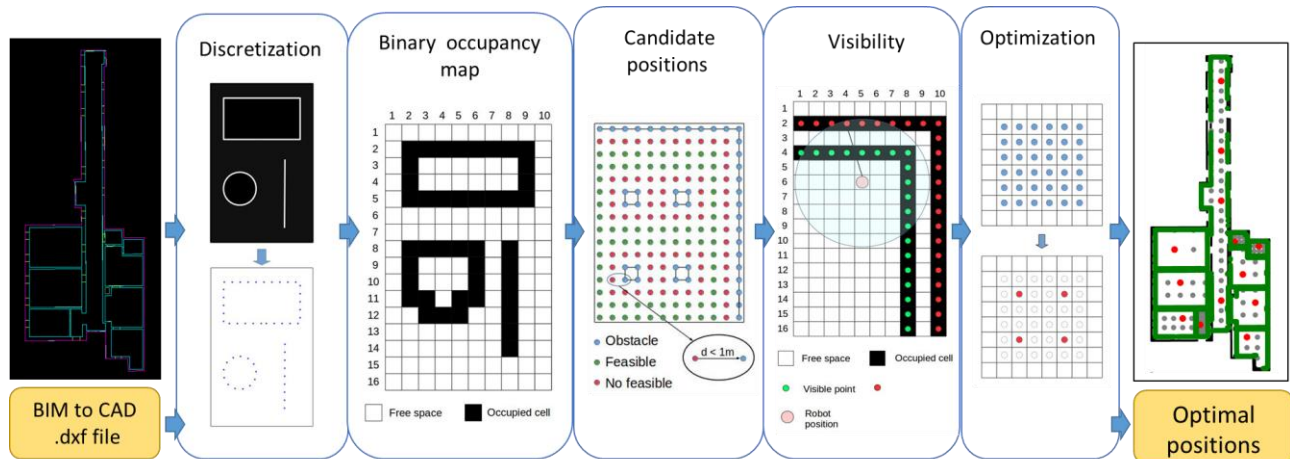 Discretization
Binary occupancy
map
Candidate
positions
Visibility
Optimization
1 2 3 4 5 6 7 8 9 10
1
2
3
4
5
6
7
8
9
10
11
12
13
14
15
16
Free space
Occupied cell
Obstacle
Feasible
No feasible
d < 1m
1 2 3 4 5 6 7 8 9 10
1
2
3
4
5
6
7
8
9
10
11
12
13
14
15
16
Free space
Occupied cell
Visible point
Robot
position
BIM to CAD
.dxf file
Optimal
positions